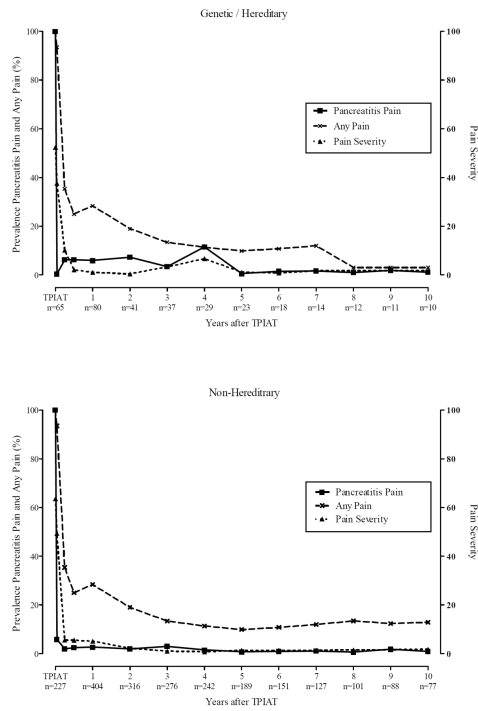 Genetic / Hereditary
Prevalence Pancreatitis Pain and Any Pain (%)
100
80
60
40
20
0
Pancreatitis Pain
Any Pain
Pain Severity
100
80
60
40
20
0
Pain Severity
TPIAT 1 2 3 4 5 6 7 8 9 10
n=65 n=80 n=41 n=37 n=29 n=23 n=18 n=14 n=12 n=11 n=10
Years after TPIAT
Non-Hereditrary
Prevalence Pancreatitis Pain and Any Pain (%)
100
80
60
40
20
0
Pancreatitis Pain
Any Pain
Pain Severity
100
80
60
40
20
0
Pain Severity
TPIAT 1 2 3 4 5 6 7 8 9 10
n=227 n=404 n=316 n=276 n=242 n=189 n=151 n=127 n=101 n=88 n=77
Years after TPIAT